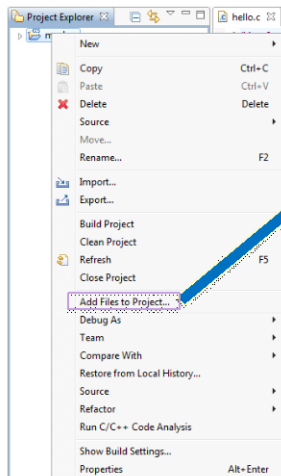 Project Explorer
hello.c
New
Copy Ctrl+C
Paste Ctrl+V
Delete Delete
Source
Move...
Rename... F2
Import...
Export...
Build Project
Clean Project
Refresh F5
Close Project
Add Files to Project...
Debug As
Team
Compare With
Restore from Local History...
Source
Refactor
Run C/C++ Code Analysis
Show Build Settings...
Properties Alt+Enter